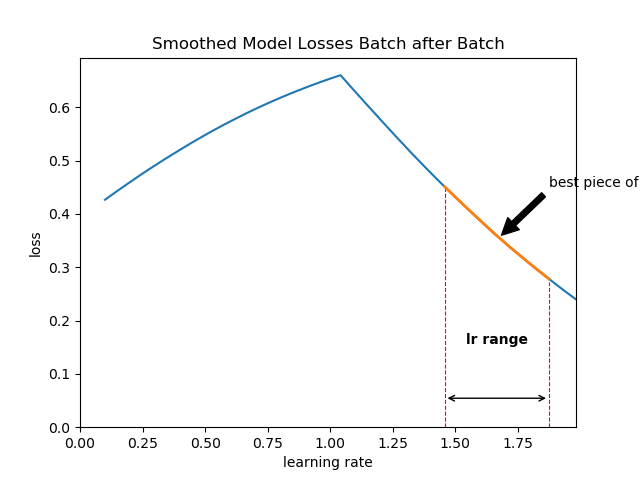 Smoothed Model Losses Batch after Batch
0.6
0.5
best piece of
0.4
loss
0.3
0.2
lr range
0.1
0.0
0.00 0.25 0.50 0.75 1.00 1.25 1.50 1.75
learning rate